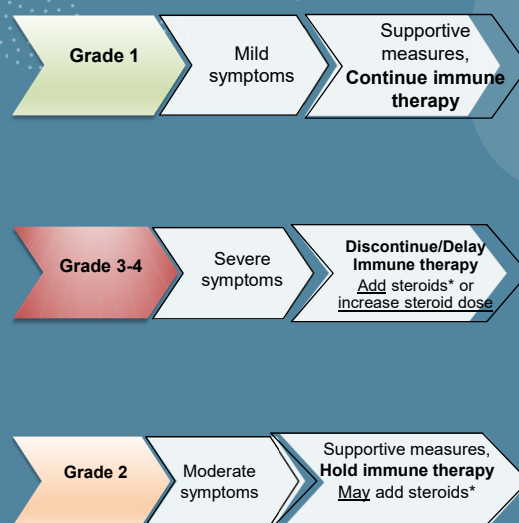 Grade 1
Mild
symptoms
Supportive
measures,
Continue immune
therapy
Grade 3-4
Severe
symptoms
Discontinue/Delay
Immune therapy
Add steroids* or
increase steroid dose
Grade 2
Moderate
symptoms
Supportive measures,
Hold immune therapy
May add steroids*